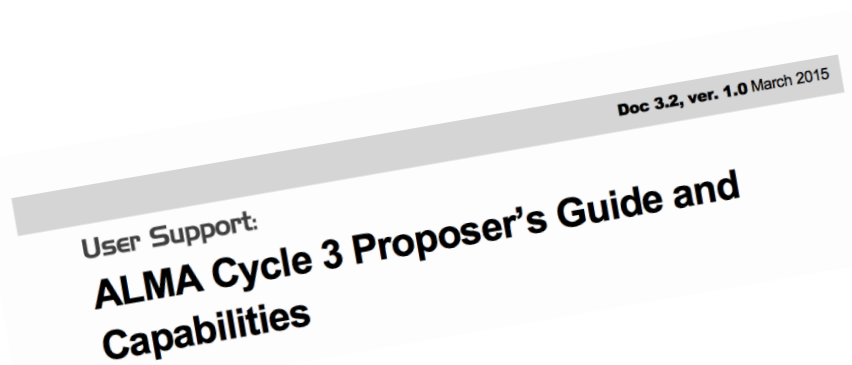 Doc 3.2, ver. 1.0 March 2015
User Support:
ALMA Cycle 3 Proposer's Guide and
Capabilities